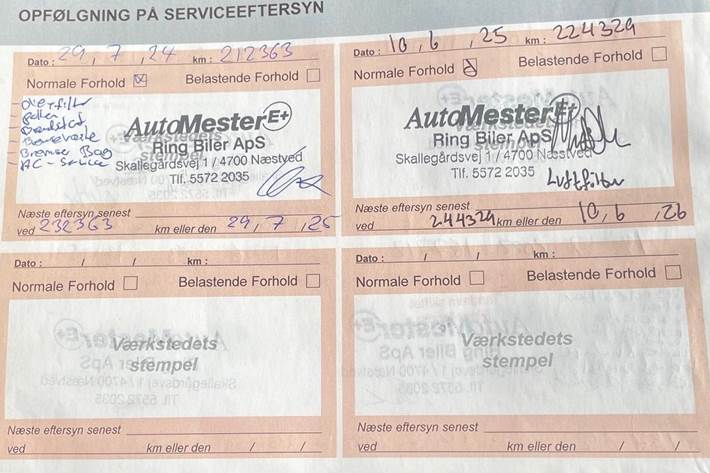 OPFØLGNING PÅ SERVICEEFTERSYN
Dato : 29, 7, 24 km : 212363
Normale Forhold Belastende Forhold
- Oliefilter
Pollen
Bremsevæske
Bremser Bag
- AC - Service
AutoMester E+
Ring Biler ApS
Skallegårdsvej 1 / 4700 Næstved
Tlf. 5572 2035
Næste eftersyn senest
ved 232363 km eller den 29, 7, 25
Dato : 10, 6, 25 km : 224329
Normale Forhold Belastende Forhold
AutoMester E+
Ring Biler ApS
Skallegårdsvej 1 / 4700 Næstved
Tlf. 5572 2035
Luftfilter
Næste eftersyn senest
ved 244329 km eller den 10, 6, 26
Dato : / / km :
Normale Forhold Belastende Forhold
Værkstedets
stempel
Næste eftersyn senest
ved km eller den / /
Dato : / / km :
Normale Forhold Belastende Forhold
Værkstedets
stempel
Næste eftersyn senest
ved km eller den / /